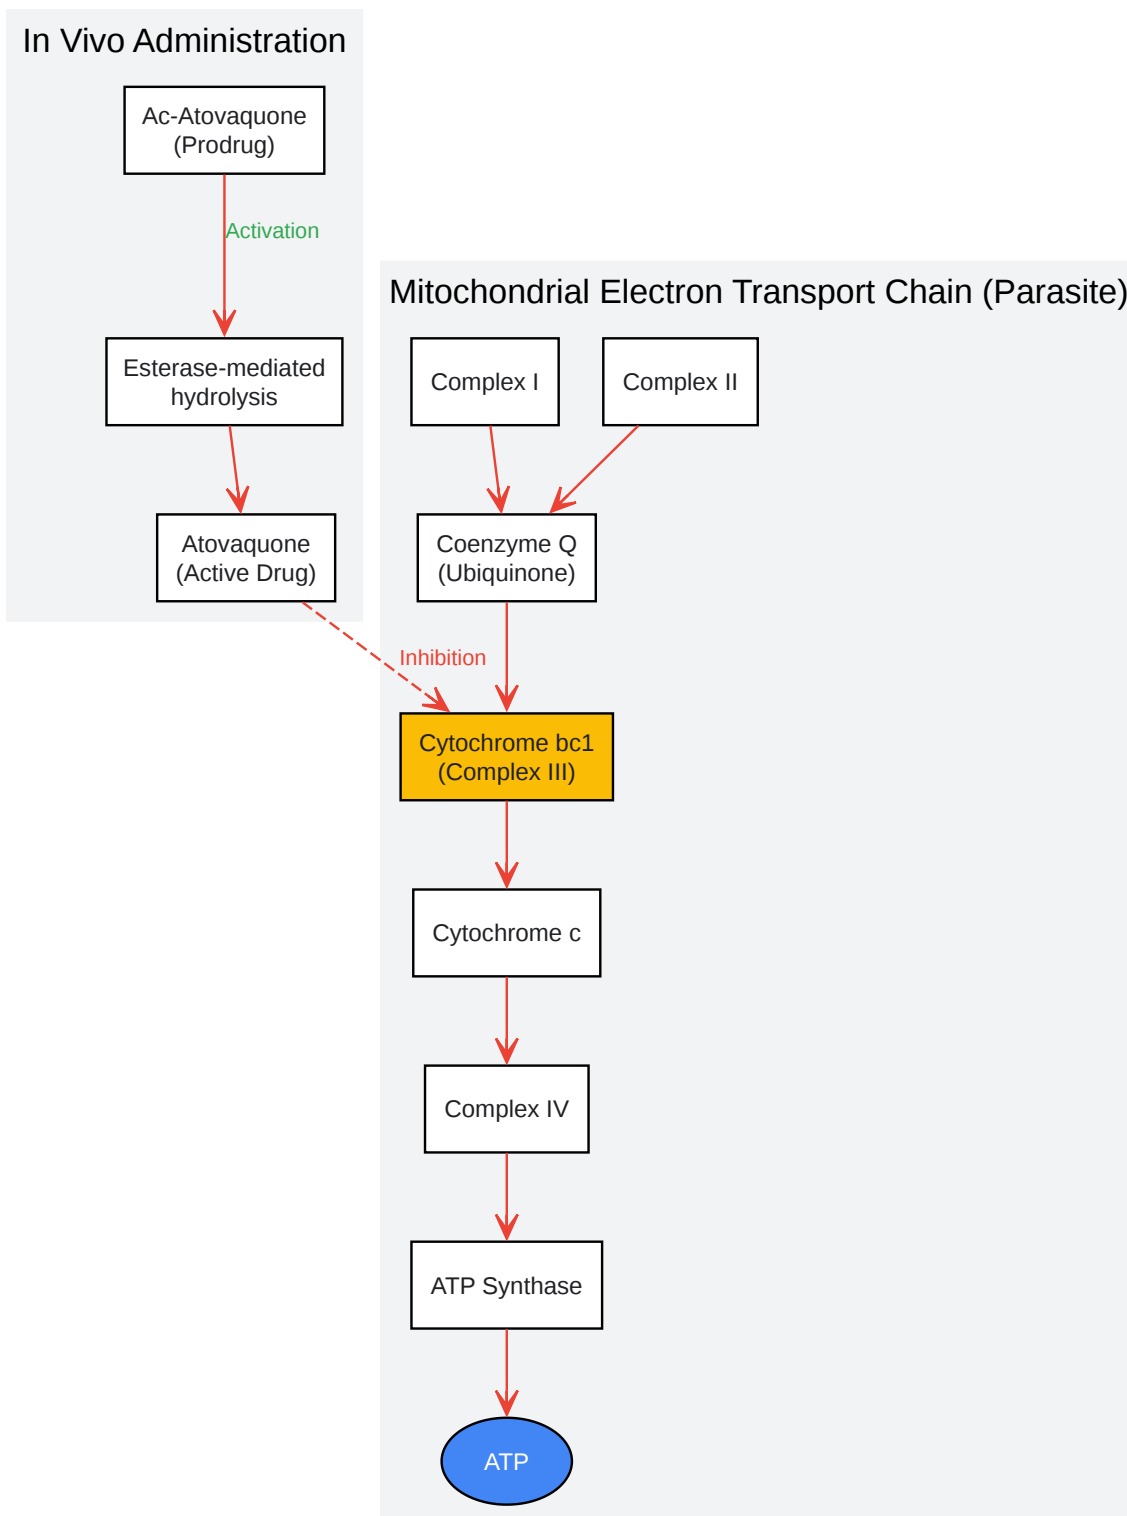 In Vivo Administration
Ac-Atovaquone
(Prodrug)
Activation
Esterase-mediated
hydrolysis
Atovaquone
(Active Drug)
Inhibition
Mitochondrial Electron Transport Chain (Parasite)
Complex I
Complex II
Coenzyme Q
(Ubiquinone)
Cytochrome bc1
(Complex III)
Cytochrome c
Complex IV
ATP Synthase
ATP